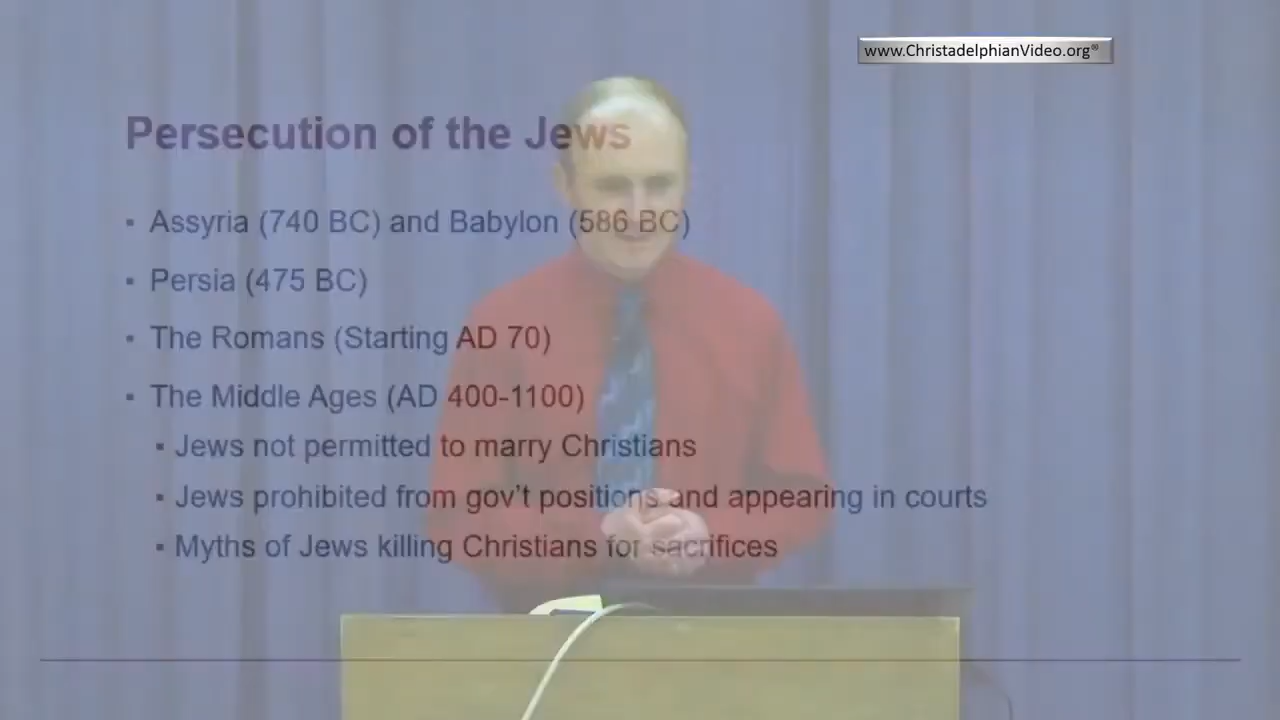 www.ChristadelphianVideo.org®
Persecution of the Jews
▪ Assyria (740 BC) and Babylon (586 BC)
▪ Persia (475 BC)
▪ The Romans (Starting AD 70)
▪ The Middle Ages (AD 400-1100)
▪ Jews not permitted to marry Christians
▪ Jews prohibited from gov't positions and appearing in courts
▪ Myths of Jews killing Christians for sacrifices